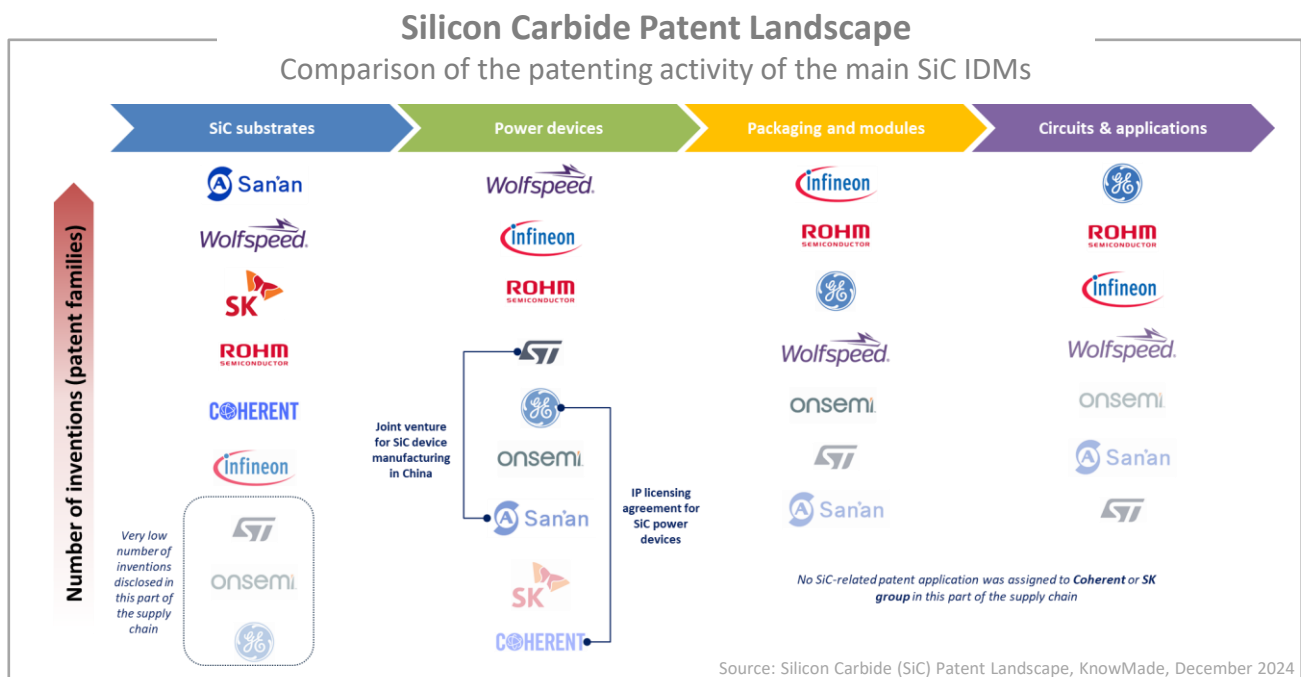 Silicon Carbide Patent Landscape
Comparison of the patenting activity of the main SiC IDMs
SiC substrates
Power devices
Packaging and modules
Circuits & applications
Number of inventions (patent families)
San'an
Wolfspeed.
SK
ROHM
SEMICONDUCTOR
COHERENT
infineon
ST
onsemi
GE
Very low
number of
inventions
disclosed in
this part of
the supply
chain
Wolfspeed.
infineon
ROHM
SEMICONDUCTOR
ST
GE
onsemi
San'an
SK
COHERENT
Joint venture
for SiC device
manufacturing
in China
IP licensing
agreement for
SiC power
devices
infineon
ROHM
SEMICONDUCTOR
GE
Wolfspeed.
onsemi
ST
San'an
GE
ROHM
SEMICONDUCTOR
infineon
Wolfspeed.
onsemi
San'an
ST
No SiC-related patent application was assigned to Coherent or SK
group in this part of the supply chain
Source: Silicon Carbide (SiC) Patent Landscape, KnowMade, December 2024